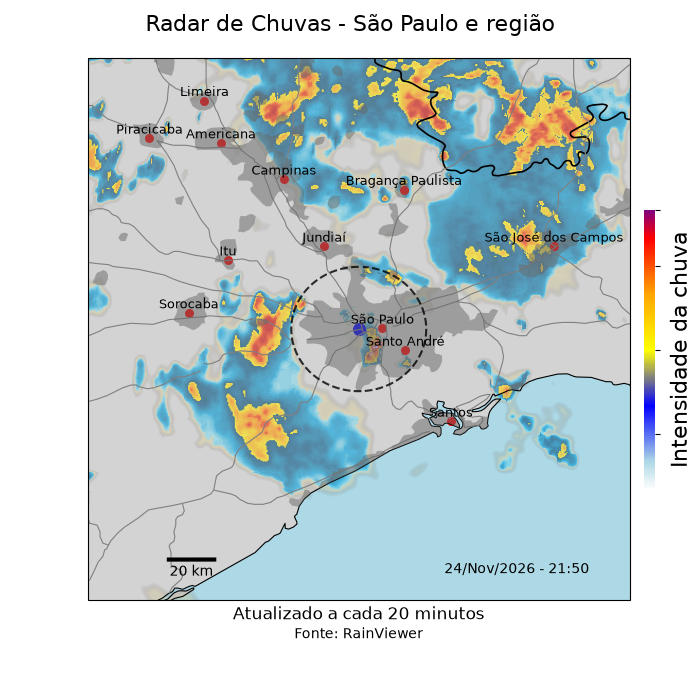 Radar de Chuvas - São Paulo e região
Limeira
Piracicaba
Americana
Campinas
Bragança Paulista
Jundiaí
São José dos Campos
Itu
Sorocaba
São Paulo
Santo André
Santos
Intensidade da chuva
20 km
24/Nov/2026 - 21:50
Atualizado a cada 20 minutos
Fonte: RainViewer